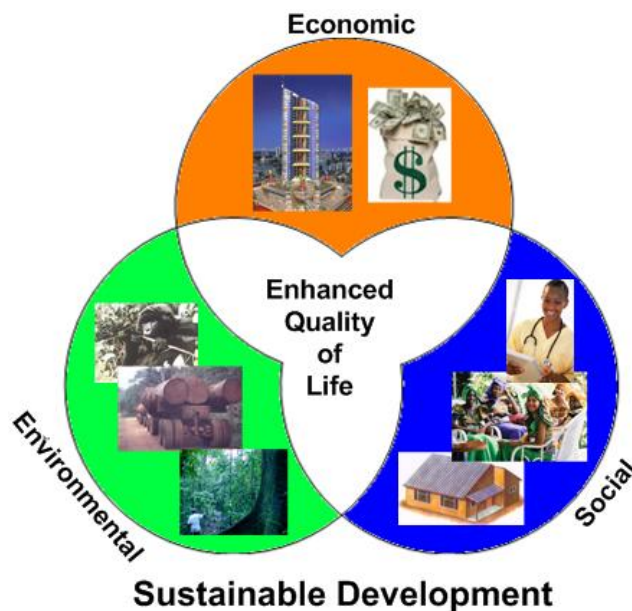 Economic
$
Enhanced
Quality
of
Life
Environmental
Social
Sustainable Development